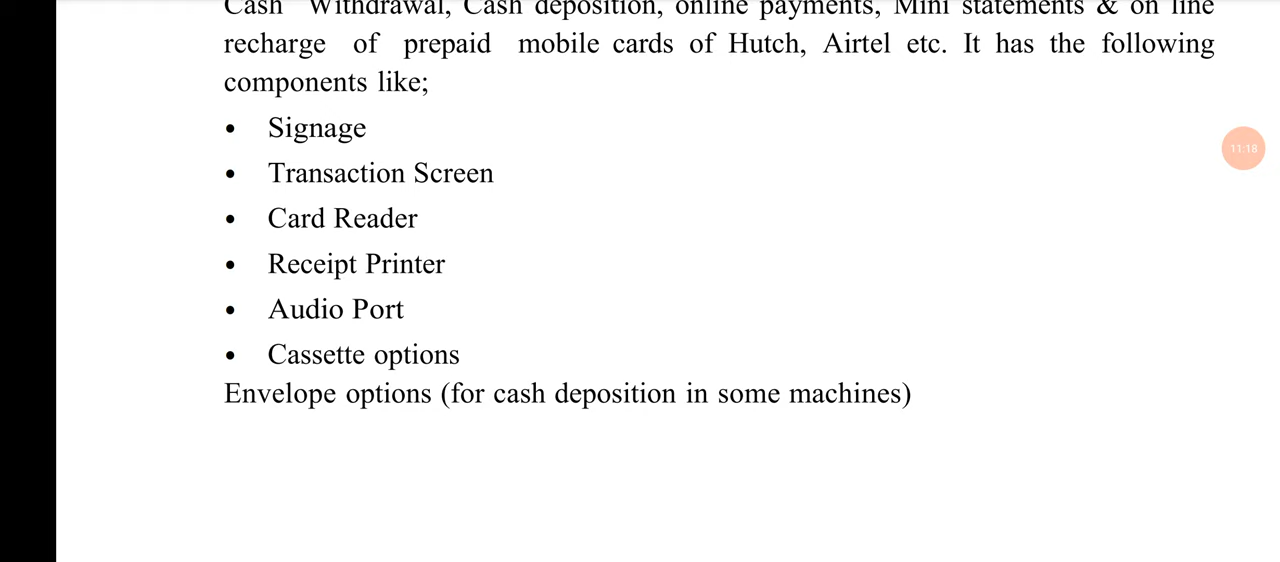 Cash Withdrawal, Cash deposition, online payments, Mini statements & on line
recharge of prepaid mobile cards of Hutch, Airtel etc. It has the following
components like;
• Signage
• Transaction Screen
• Card Reader
• Receipt Printer
• Audio Port
• Cassette options
Envelope options (for cash deposition in some machines)
11:18